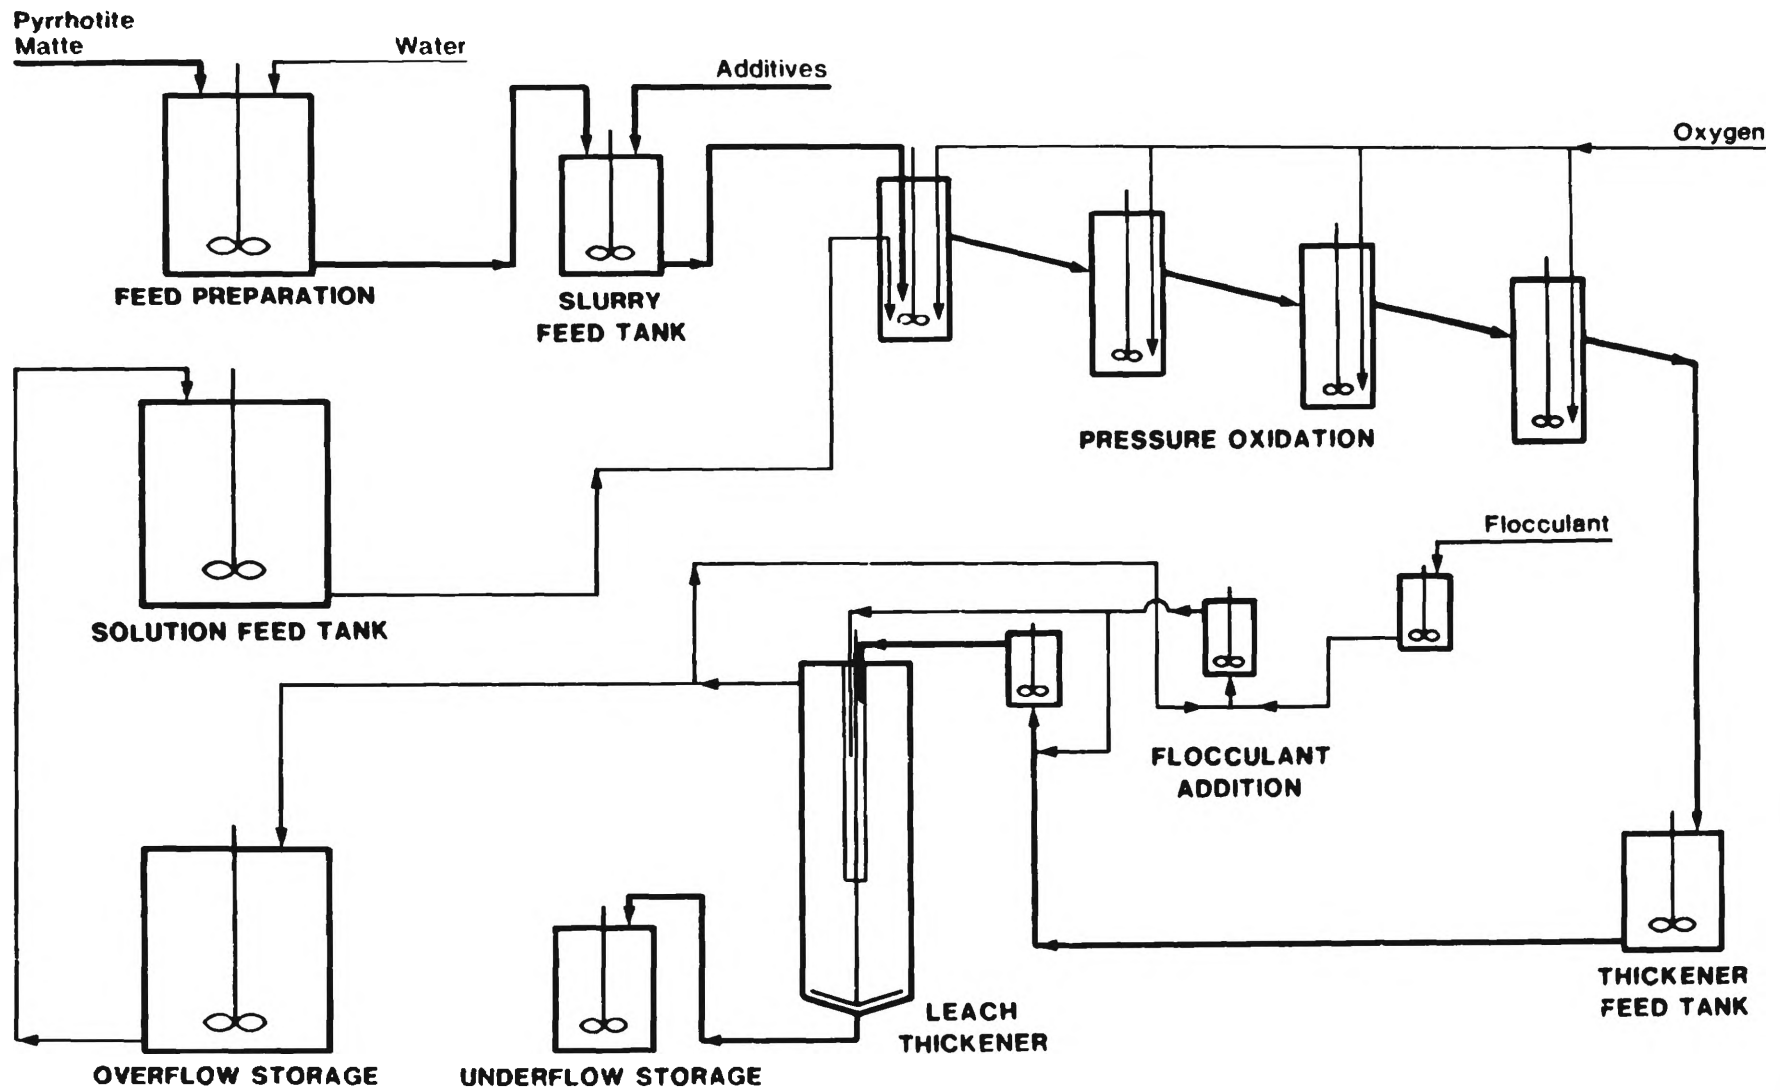 Pyrrhotite
Matte
Water
Additives
Oxygen
FEED PREPARATION
SLURRY
FEED TANK
PRESSURE OXIDATION
Flocculant
SOLUTION FEED TANK
FLOCCULANT
ADDITION
THICKENER
FEED TANK
LEACH
THICKENER
OVERFLOW STORAGE
UNDERFLOW STORAGE